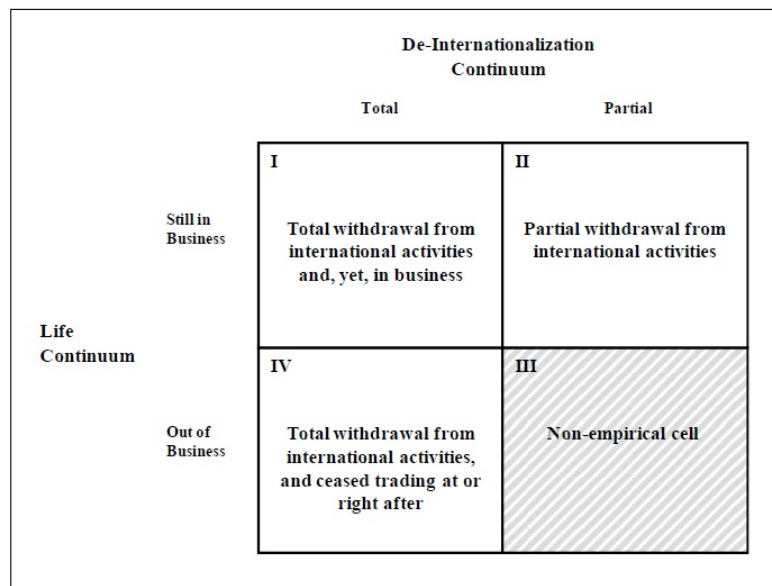 De-Internationalization
Continuum
Total
Partial
I
II
Still in
Business
Total withdrawal from
international activities
and, yet, in business
Partial withdrawal from
international activities
Life
Continuum
IV
III
Out of
Business
Total withdrawal from
international activities,
and ceased trading at or
right after
Non-empirical cell